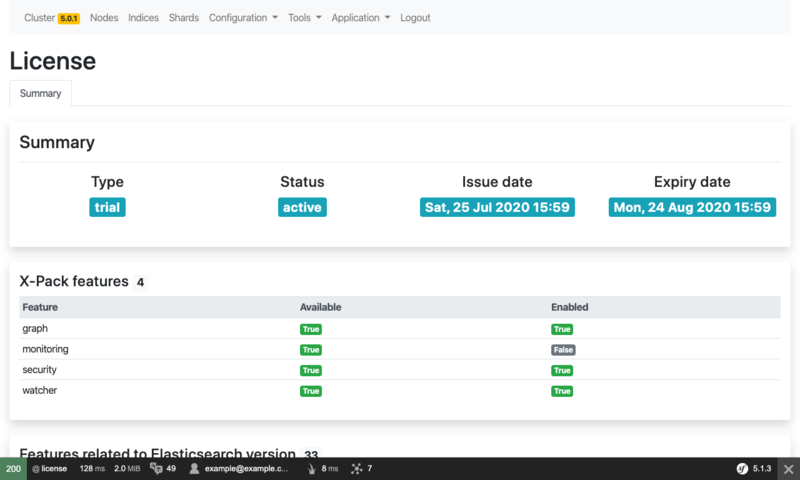 Cluster 5.0.1 Nodes Indices Shards Configuration Tools Application Logout
License
Summary
Summary
Type Status Issue date Expiry date
trial active Sat, 25 Jul 2020 15:59 Mon, 24 Aug 2020 15:59
X-Pack features 4
Feature Available Enabled
graph True True
monitoring True False
security True True
watcher True True
Features related to Elasticsearch version 33
200 @ license 128 ms 2.0 MiB 49 example@example.c... 8 ms 7 sf 5.1.3